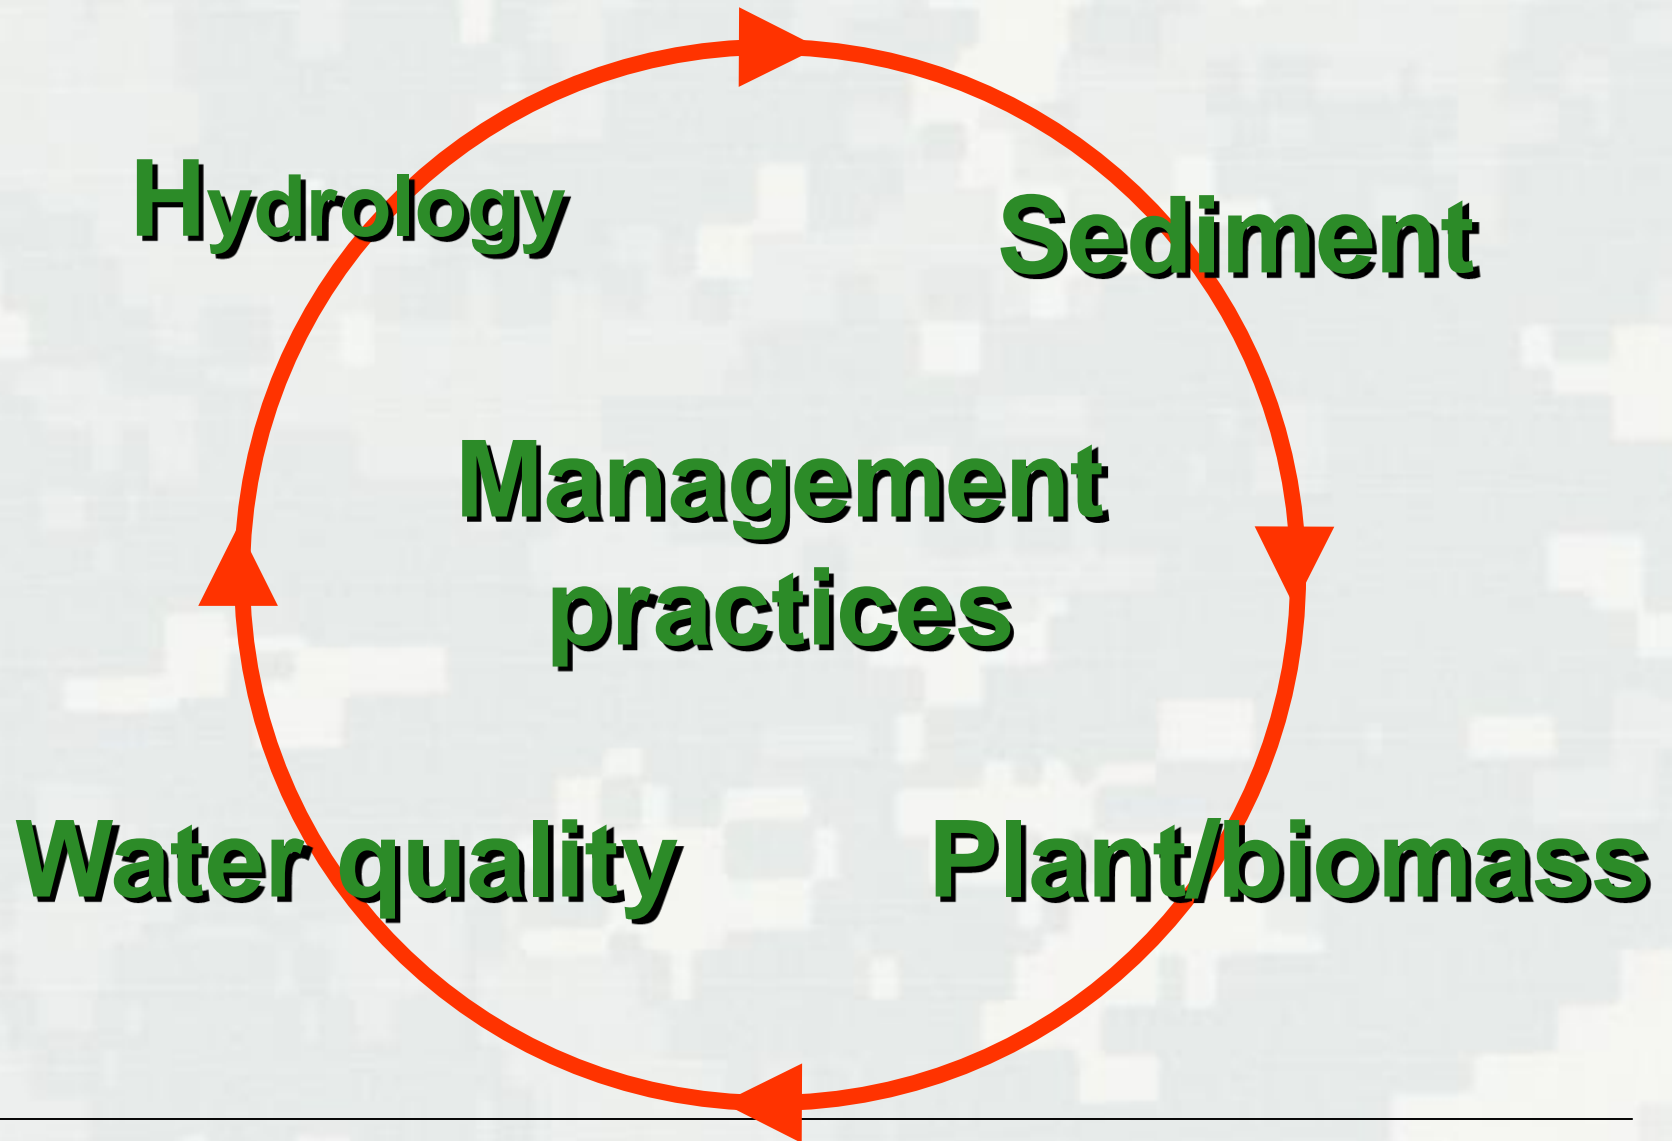 Hydrology
Sediment
Management
practices
Water quality
Plant/biomass